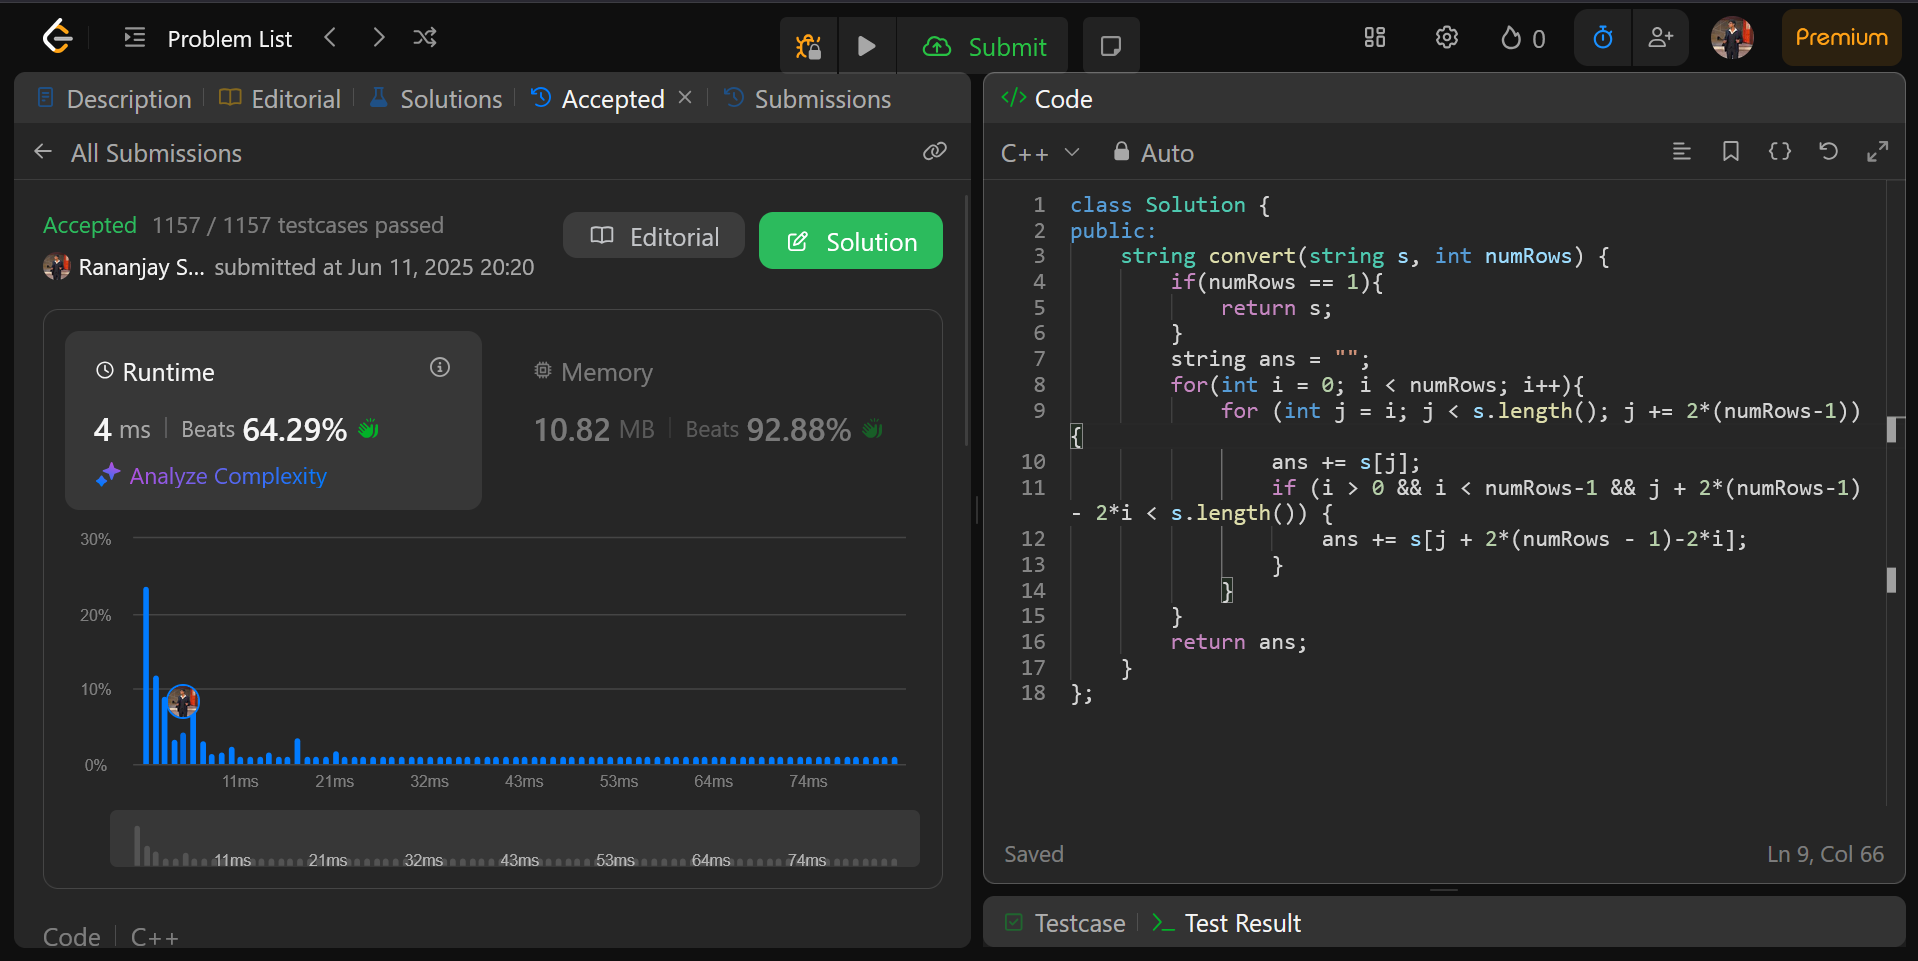 Problem List
Submit
0
Premium
Description
Editorial
Solutions
Accepted
Submissions
All Submissions
Accepted 1157 / 1157 testcases passed
Rananjay S... submitted at Jun 11, 2025 20:20
Editorial
Solution
Runtime
4 ms Beats 64.29%
Analyze Complexity
Memory
10.82 MB Beats 92.88%
30%
20%
10%
0%
11ms 21ms 32ms 43ms 53ms 64ms 74ms
11ms 21ms 32ms 43ms 53ms 64ms 74ms
Code C++
</> Code
C++ Auto
1 class Solution {
2 public:
3 string convert(string s, int numRows) {
4 if(numRows == 1){
5 return s;
6 }
7 string ans = "";
8 for(int i = 0; i < numRows; i++){
9 for (int j = i; j < s.length(); j += 2*(numRows-1))
{
10 ans += s[j];
11 if (i > 0 && i < numRows-1 && j + 2*(numRows-1)
- 2*i < s.length()) {
12 ans += s[j + 2*(numRows - 1)-2*i];
13 }
14 }
15 }
16 return ans;
17 }
18 };
Saved
Ln 9, Col 66
Testcase
Test Result